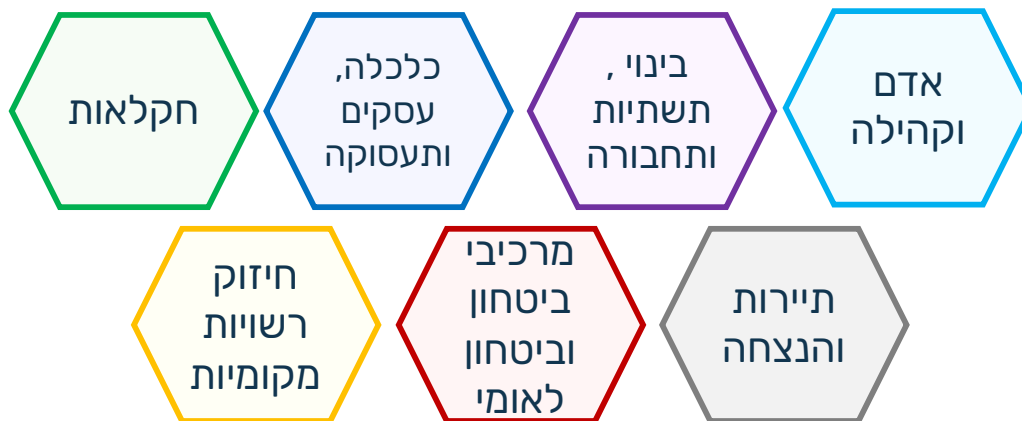 אדם
וקהילה
בינוי ,
תשתיות
ותחבורה
כלכלה,
עסקים
ותעסוקה
חקלאות
תיירות
והנצחה
מרכיבי
ביטחון
וביטחון
לאומי
חיזוק
רשויות
מקומיות